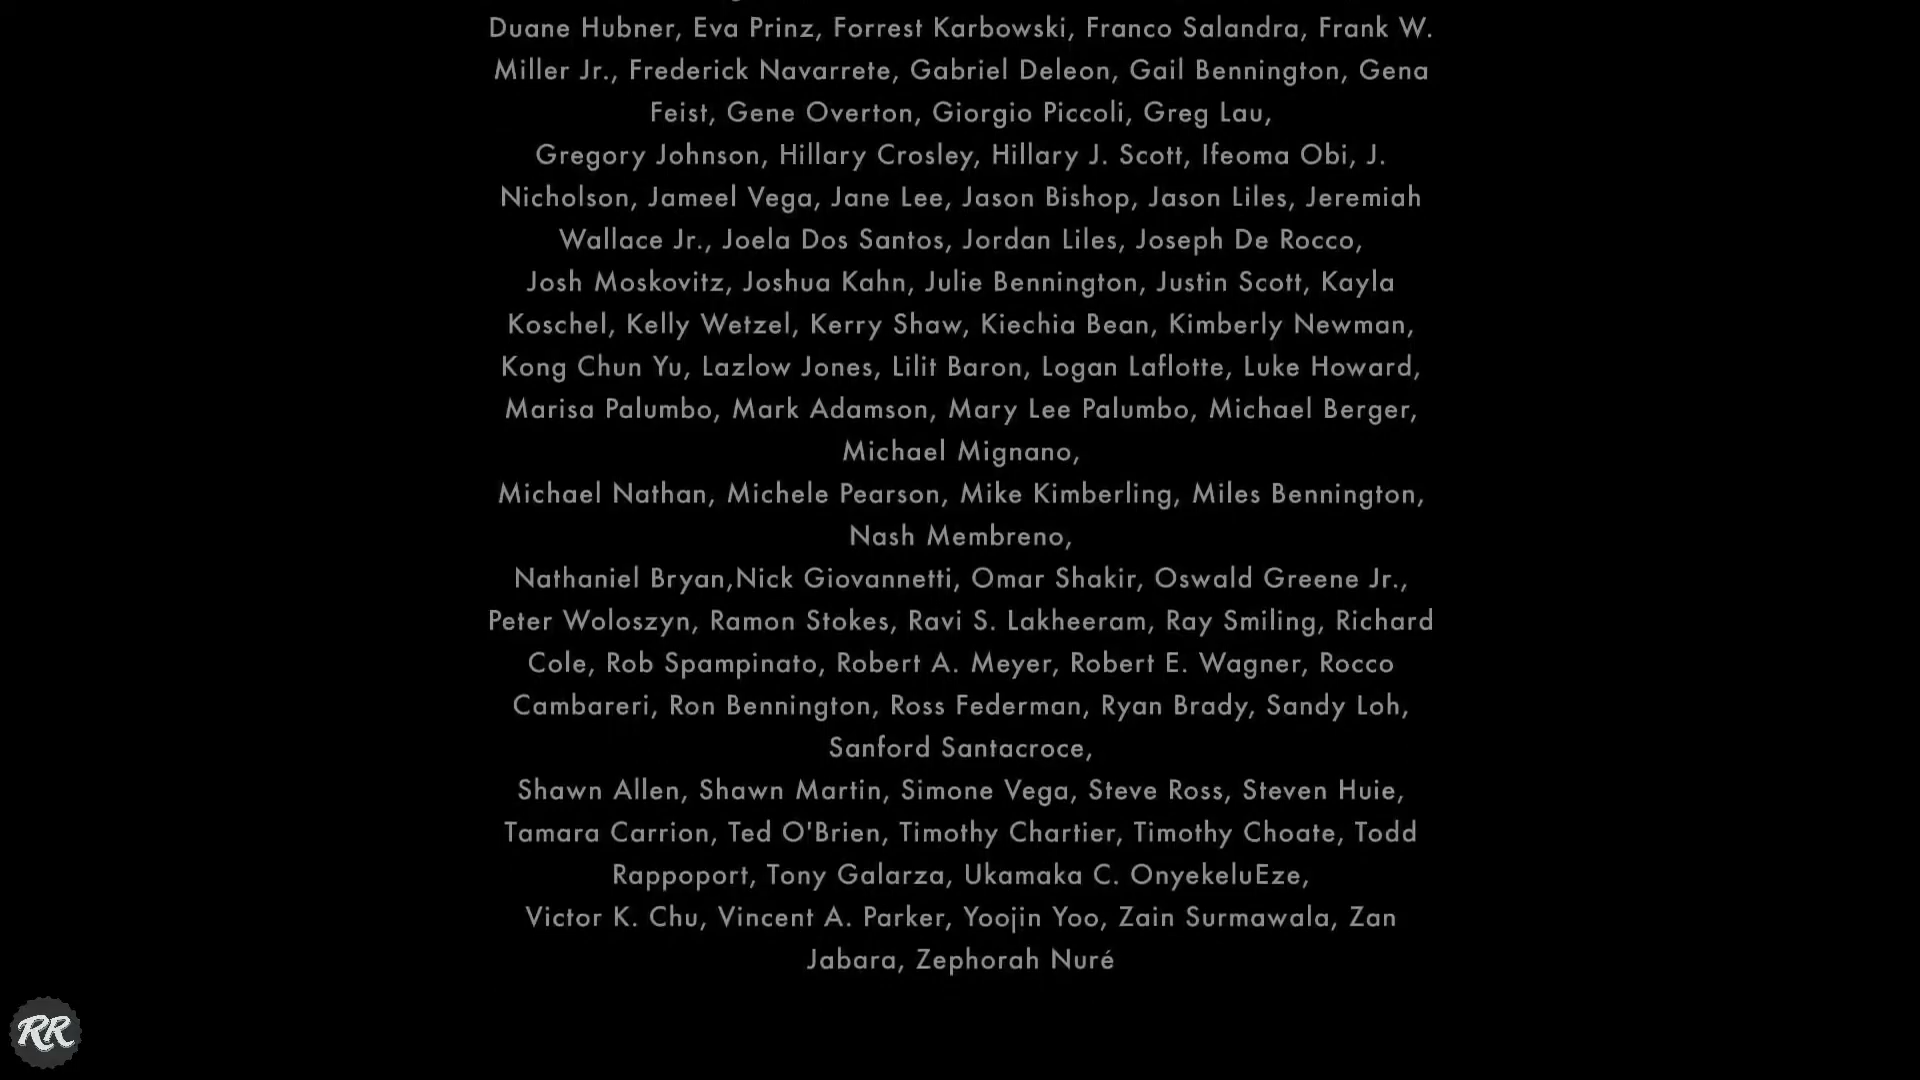 Duane Hubner, Eva Prinz, Forrest Karbowski, Franco Salandra, Frank W.
Miller Jr., Frederick Navarrete, Gabriel Deleon, Gail Bennington, Gena
Feist, Gene Overton, Giorgio Piccoli, Greg Lau,
Gregory Johnson, Hillary Crosley, Hillary J. Scott, Ifeoma Obi, J.
Nicholson, Jameel Vega, Jane Lee, Jason Bishop, Jason Liles, Jeremiah
Wallace Jr., Joela Dos Santos, Jordan Liles, Joseph De Rocco,
Josh Moskovitz, Joshua Kahn, Julie Bennington, Justin Scott, Kayla
Koschel, Kelly Wetzel, Kerry Shaw, Kiechia Bean, Kimberly Newman,
Kong Chun Yu, Lazlow Jones, Lilit Baron, Logan Laflotte, Luke Howard,
Marisa Palumbo, Mark Adamson, Mary Lee Palumbo, Michael Berger,
Michael Mignano,
Michael Nathan, Michele Pearson, Mike Kimberling, Miles Bennington,
Nash Membreno,
Nathaniel Bryan,Nick Giovannetti, Omar Shakir, Oswald Greene Jr.,
Peter Woloszyn, Ramon Stokes, Ravi S. Lakheeram, Ray Smiling, Richard
Cole, Rob Spampinato, Robert A. Meyer, Robert E. Wagner, Rocco
Cambareri, Ron Bennington, Ross Federman, Ryan Brady, Sandy Loh,
Sanford Santacroce,
Shawn Allen, Shawn Martin, Simone Vega, Steve Ross, Steven Huie,
Tamara Carrion, Ted O'Brien, Timothy Chartier, Timothy Choate, Todd
Rappoport, Tony Galarza, Ukamaka C. OnyekeluEze,
Victor K. Chu, Vincent A. Parker, Yoojin Yoo, Zain Surmawala, Zan
Jabara, Zephorah Nuré
RR